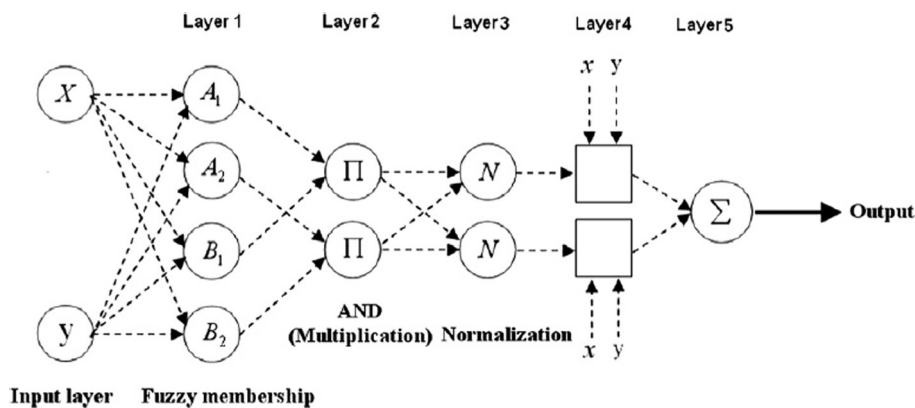 Layer 1 Layer2 Layer3 Layer4 Layer5
x y
X A₁
A₂ Π N
Σ Output
B₁ Π N
y B₂
AND
(Multiplication) Normalization
x y
Input layer Fuzzy membership